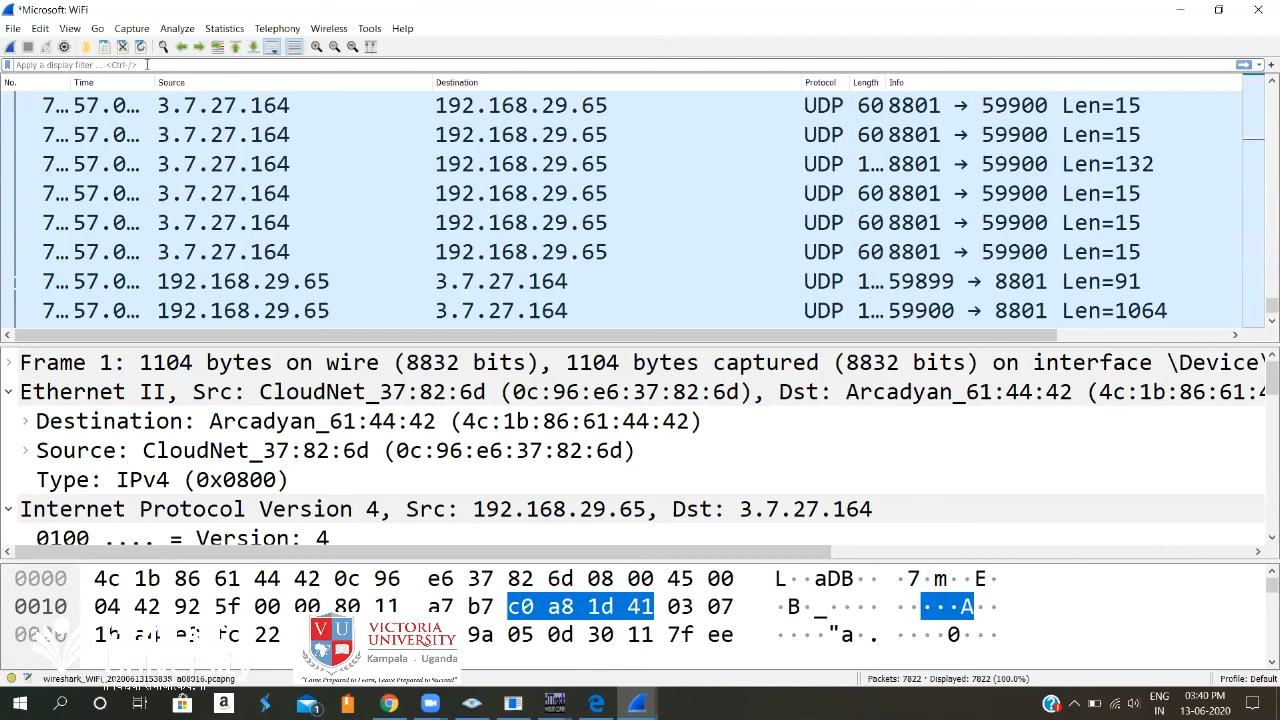 *Microsoft: WiFi
File Edit View Go Capture Analyze Statistics Telephony Wireless Tools Help
Apply a display filter ... <Ctrl-/>
No. Time Source Destination Protocol Length Info
7… 57.0… 3.7.27.164 192.168.29.65 UDP 60 8801 → 59900 Len=15
7… 57.0… 3.7.27.164 192.168.29.65 UDP 60 8801 → 59900 Len=15
7… 57.0… 3.7.27.164 192.168.29.65 UDP 1… 8801 → 59900 Len=132
7… 57.0… 3.7.27.164 192.168.29.65 UDP 60 8801 → 59900 Len=15
7… 57.0… 3.7.27.164 192.168.29.65 UDP 60 8801 → 59900 Len=15
7… 57.0… 3.7.27.164 192.168.29.65 UDP 60 8801 → 59900 Len=15
7… 57.0… 192.168.29.65 3.7.27.164 UDP 1… 59899 → 8801 Len=91
7… 57.0… 192.168.29.65 3.7.27.164 UDP 1… 59900 → 8801 Len=1064
Frame 1: 1104 bytes on wire (8832 bits), 1104 bytes captured (8832 bits) on interface \Device\
Ethernet II, Src: CloudNet_37:82:6d (0c:96:e6:37:82:6d), Dst: Arcadyan_61:44:42 (4c:1b:86:61:4
Destination: Arcadyan_61:44:42 (4c:1b:86:61:44:42)
Source: CloudNet_37:82:6d (0c:96:e6:37:82:6d)
Type: IPv4 (0x0800)
Internet Protocol Version 4, Src: 192.168.29.65, Dst: 3.7.27.164
0100 .... = Version: 4
0000 4c 1b 86 61 44 42 0c 96 e6 37 82 6d 08 00 45 00 L··aDB·· ·7·m··E·
0010 04 42 92 5f 00 00 80 11 a7 b7 c0 a8 1d 41 03 07 ·B·_···· ·····A··
9a 05 0d 30 11 7f ee ····"a·. ···0···
VU VICTORIA
UNIVERSITY
Kampala • Uganda
"Come Prepared to Learn, Leave Prepared to Succeed"
wireshark_WiFi_20200613153839_a08916.pcapng Packets: 7822 · Displayed: 7822 (100.0%) Profile: Default
ENG 03:40 PM
IN 13-06-2020